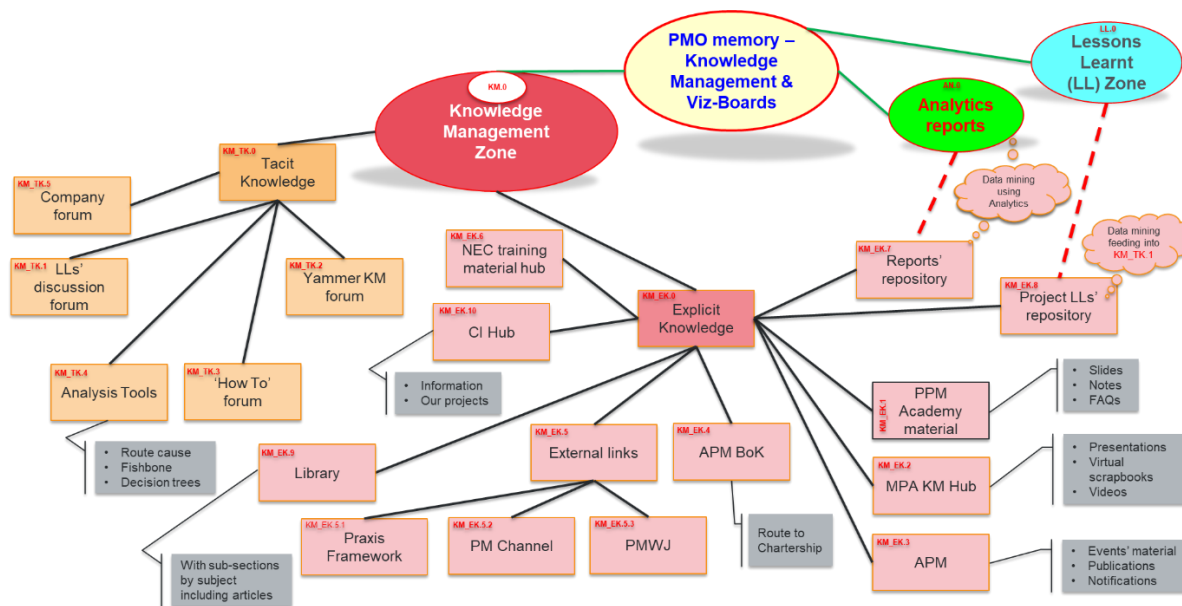 PMO memory –
Knowledge
Management &
Viz-Boards
LL.0
Lessons
Learnt
(LL) Zone
KM.0
Knowledge
Management
Zone
AN.0
Analytics
reports
KM_TK.0
Tacit
Knowledge
KM_TK.5
Company
forum
Data mining
using
Analytics
KM_TK.1
LLs'
discussion
forum
KM_TK.2
Yammer KM
forum
KM_EK.6
NEC training
material hub
KM_EK.7
Reports'
repository
Data mining
feeding into
KM_TK.1
KM_EK.0
Explicit
Knowledge
KM_EK.8
Project LLs'
repository
KM_EK.10
CI Hub
• Information
• Our projects
KM_TK.4
Analysis Tools
KM_TK.3
'How To'
forum
• Route cause
• Fishbone
• Decision trees
KM_EK.1
PPM
Academy
material
• Slides
• Notes
• FAQs
KM_EK.9
Library
KM_EK.5
External links
KM_EK.4
APM BoK
KM_EK.2
MPA KM Hub
• Presentations
• Virtual
scrapbooks
• Videos
KM_EK.5.1
Praxis
Framework
KM_EK.5.2
PM Channel
KM_EK.5.3
PMWJ
Route to
Chartership
KM_EK.3
APM
• Events' material
• Publications
• Notifications
With sub-sections
by subject
including articles